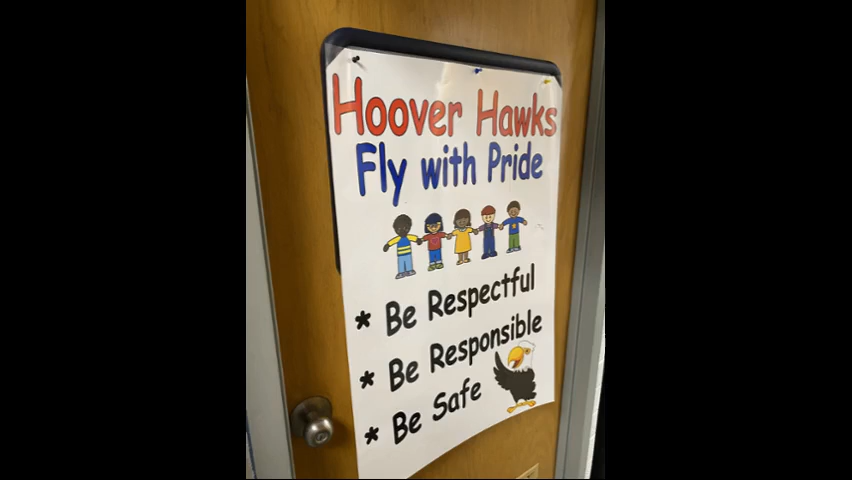 Hoover Hawks
Fly with Pride
* Be Respectful
* Be Responsible
* Be Safe